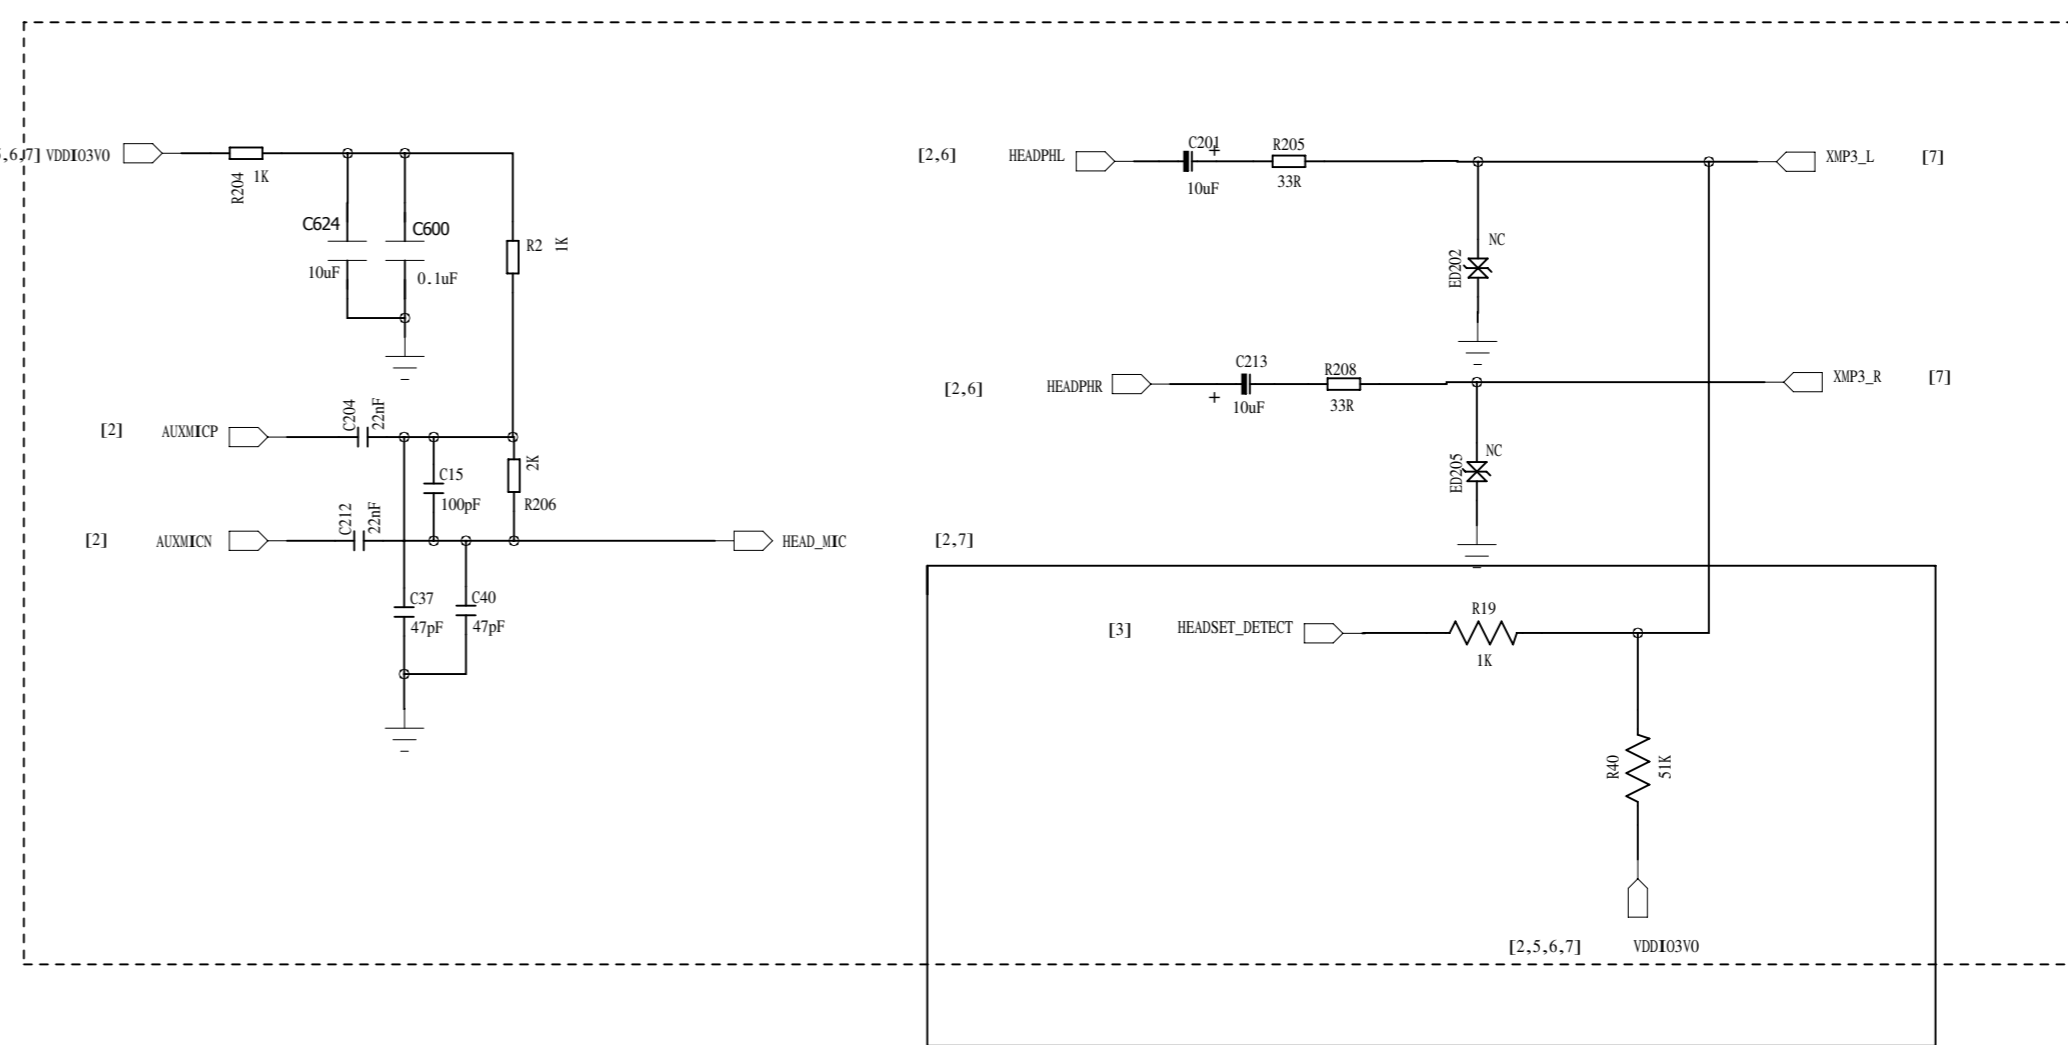 5,6,7] VDDIO3V0
R204
1K
C624
10uF
C600
0.1uF
R2
1K
[2]
AUXMICP
C204
22nF
C15
100pF
2K
R206
[2]
AUXMICN
C212
22nF
HEAD_MIC
[2,7]
C37
47pF
C40
47pF
[2,6]
HEADPHL
C201
+
10uF
R205
33R
XMP3_L
[7]
NC
ED202
[2,6]
HEADPHR
C213
+
10uF
R208
33R
XMP3_R
[7]
NC
ED205
[3]
HEADSET_DETECT
R19
1K
R40
51K
[2,5,6,7]
VDDIO3V0